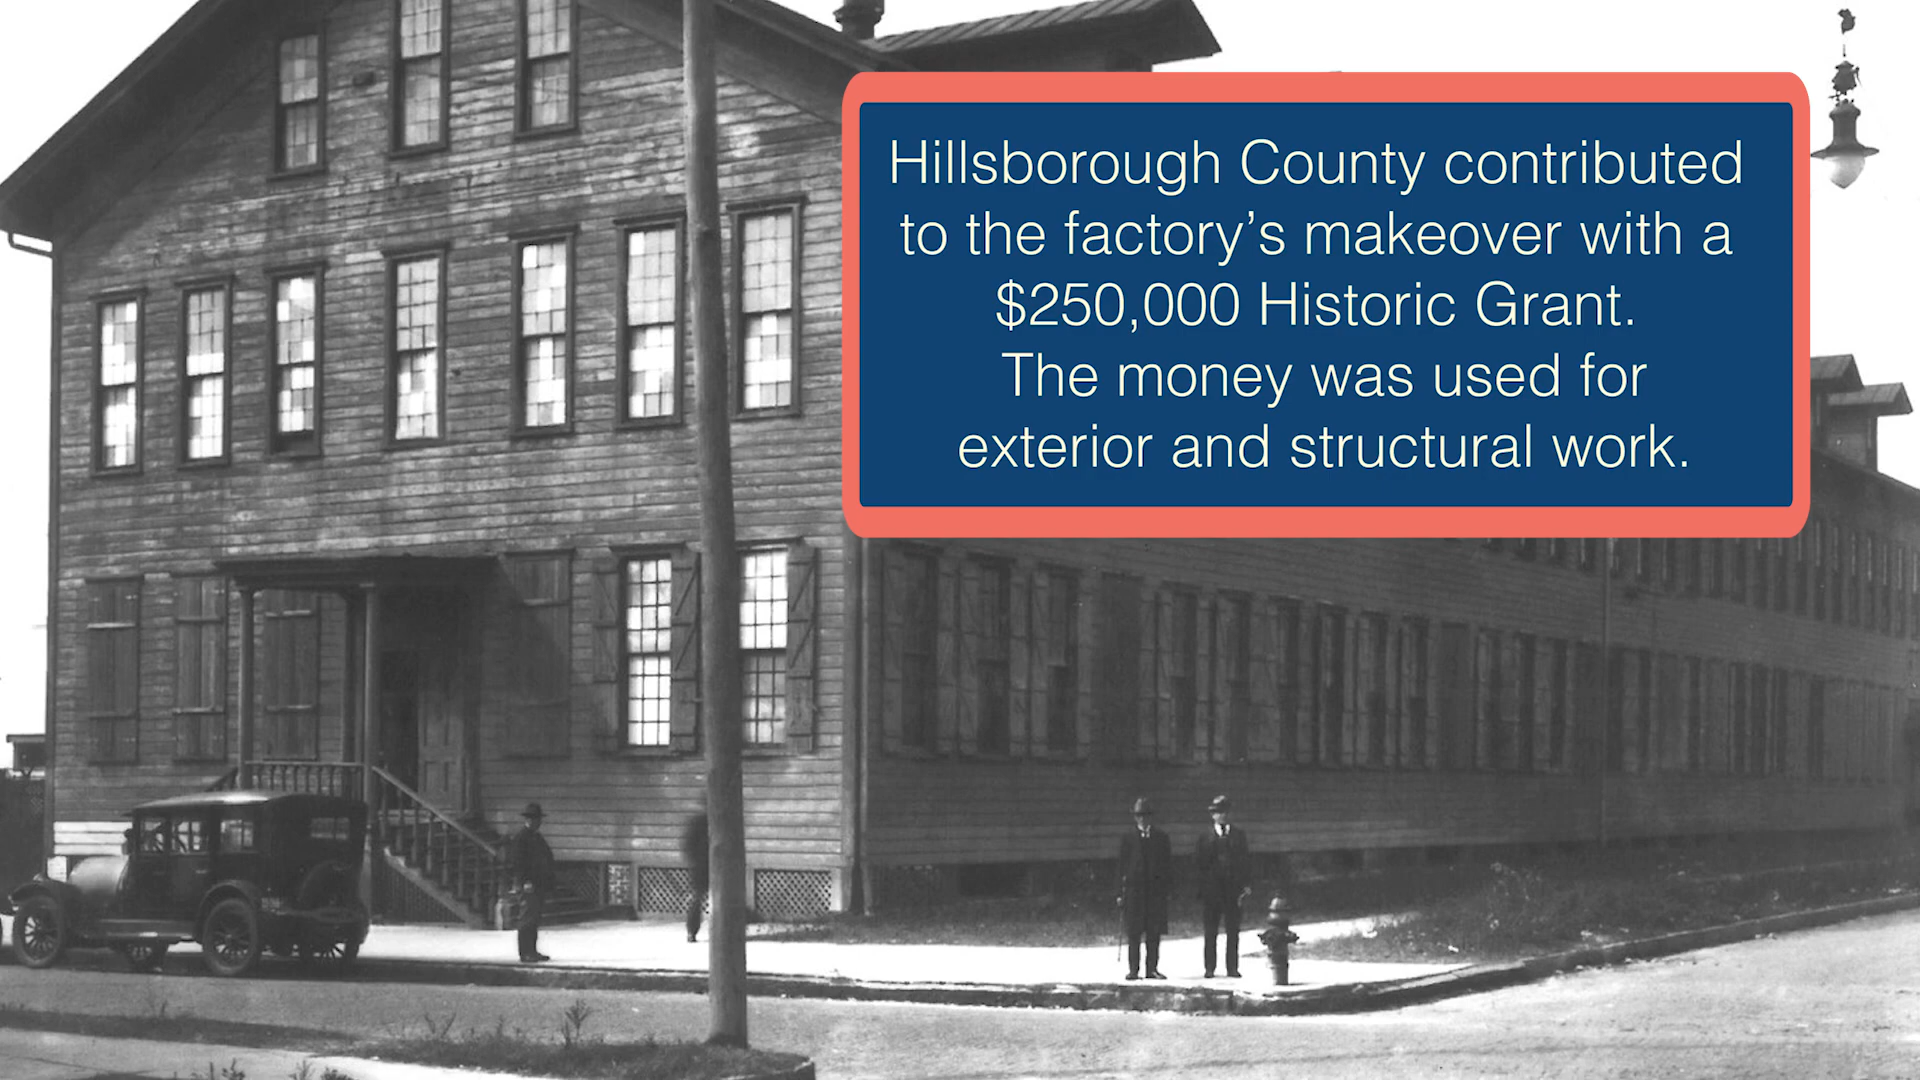 Hillsborough County contributed
to the factory’s makeover with a
$250,000 Historic Grant.
The money was used for
exterior and structural work.